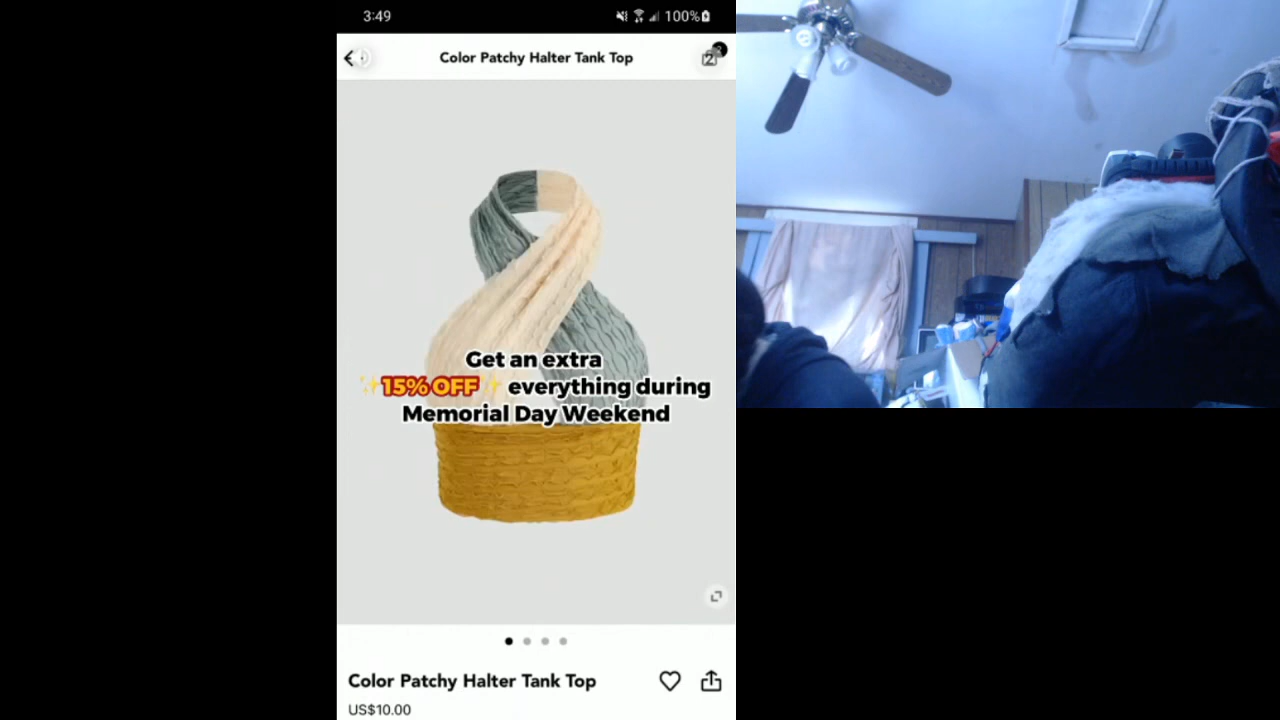 3:49
100%
Color Patchy Halter Tank Top
2
Get an extra
✨15% OFF✨ everything during
Memorial Day Weekend
Color Patchy Halter Tank Top
US$10.00